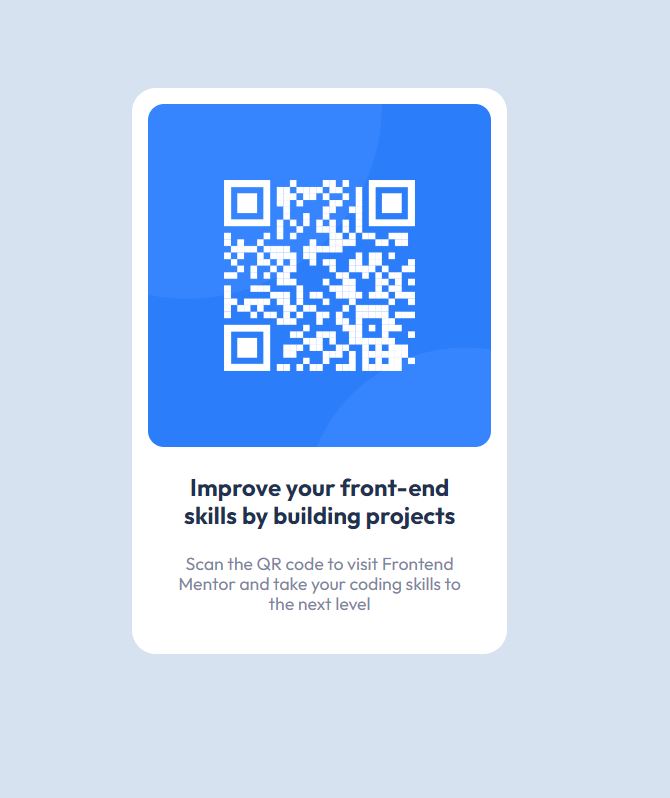 Improve your front-end
skills by building projects
Scan the QR code to visit Frontend
Mentor and take your coding skills to
the next level